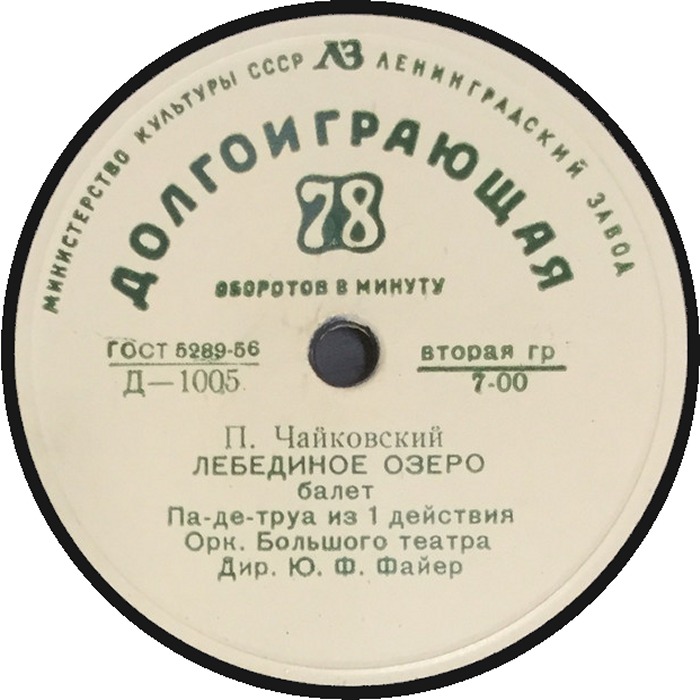 МИНИСТЕРСТВО КУЛЬТУРЫ СССР ЛЗ ЛЕНИНГРАДСКИЙ ЗАВОД
ДОЛГОИГРАЮЩАЯ
78
ОБОРОТОВ В МИНУТУ
ГОСТ 5289-56
Д—1005
вторая гр
7-00
П. Чайковский
ЛЕБЕДИНОЕ ОЗЕРО
балет
Па-де-труа из 1 действия
Орк. Большого театра
Дир. Ю. Ф. Файер